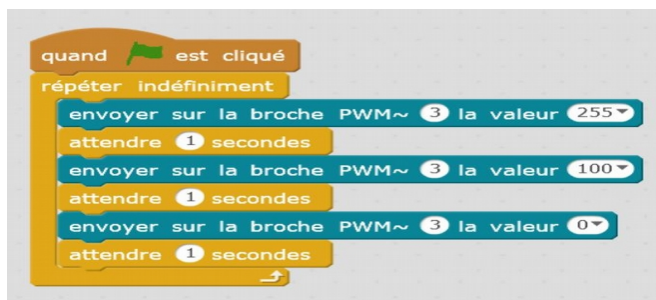 quand est cliqué
répéter indéfiniment
envoyer sur la broche PWM~ 3 la valeur 255
attendre 1 secondes
envoyer sur la broche PWM~ 3 la valeur 100
attendre 1 secondes
envoyer sur la broche PWM~ 3 la valeur 0
attendre 1 secondes